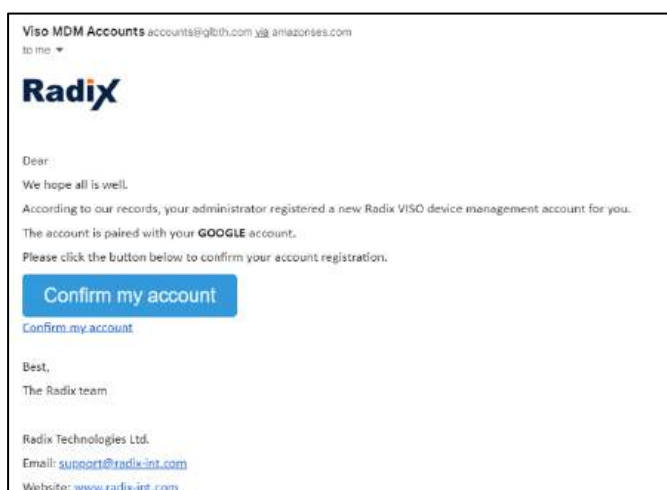 Viso MDM Accounts accounts@glbth.com via amazonses.com
to me
Radix
Dear
We hope all is well.
According to our records, your administrator registered a new Radix VISO device management account for you.
The account is paired with your GOOGLE account.
Please click the button below to confirm your account registration.
Confirm my account
Confirm my account
Best,
The Radix team
Radix Technologies Ltd.
Email: support@radix-int.com
Website: www.radix-int.com